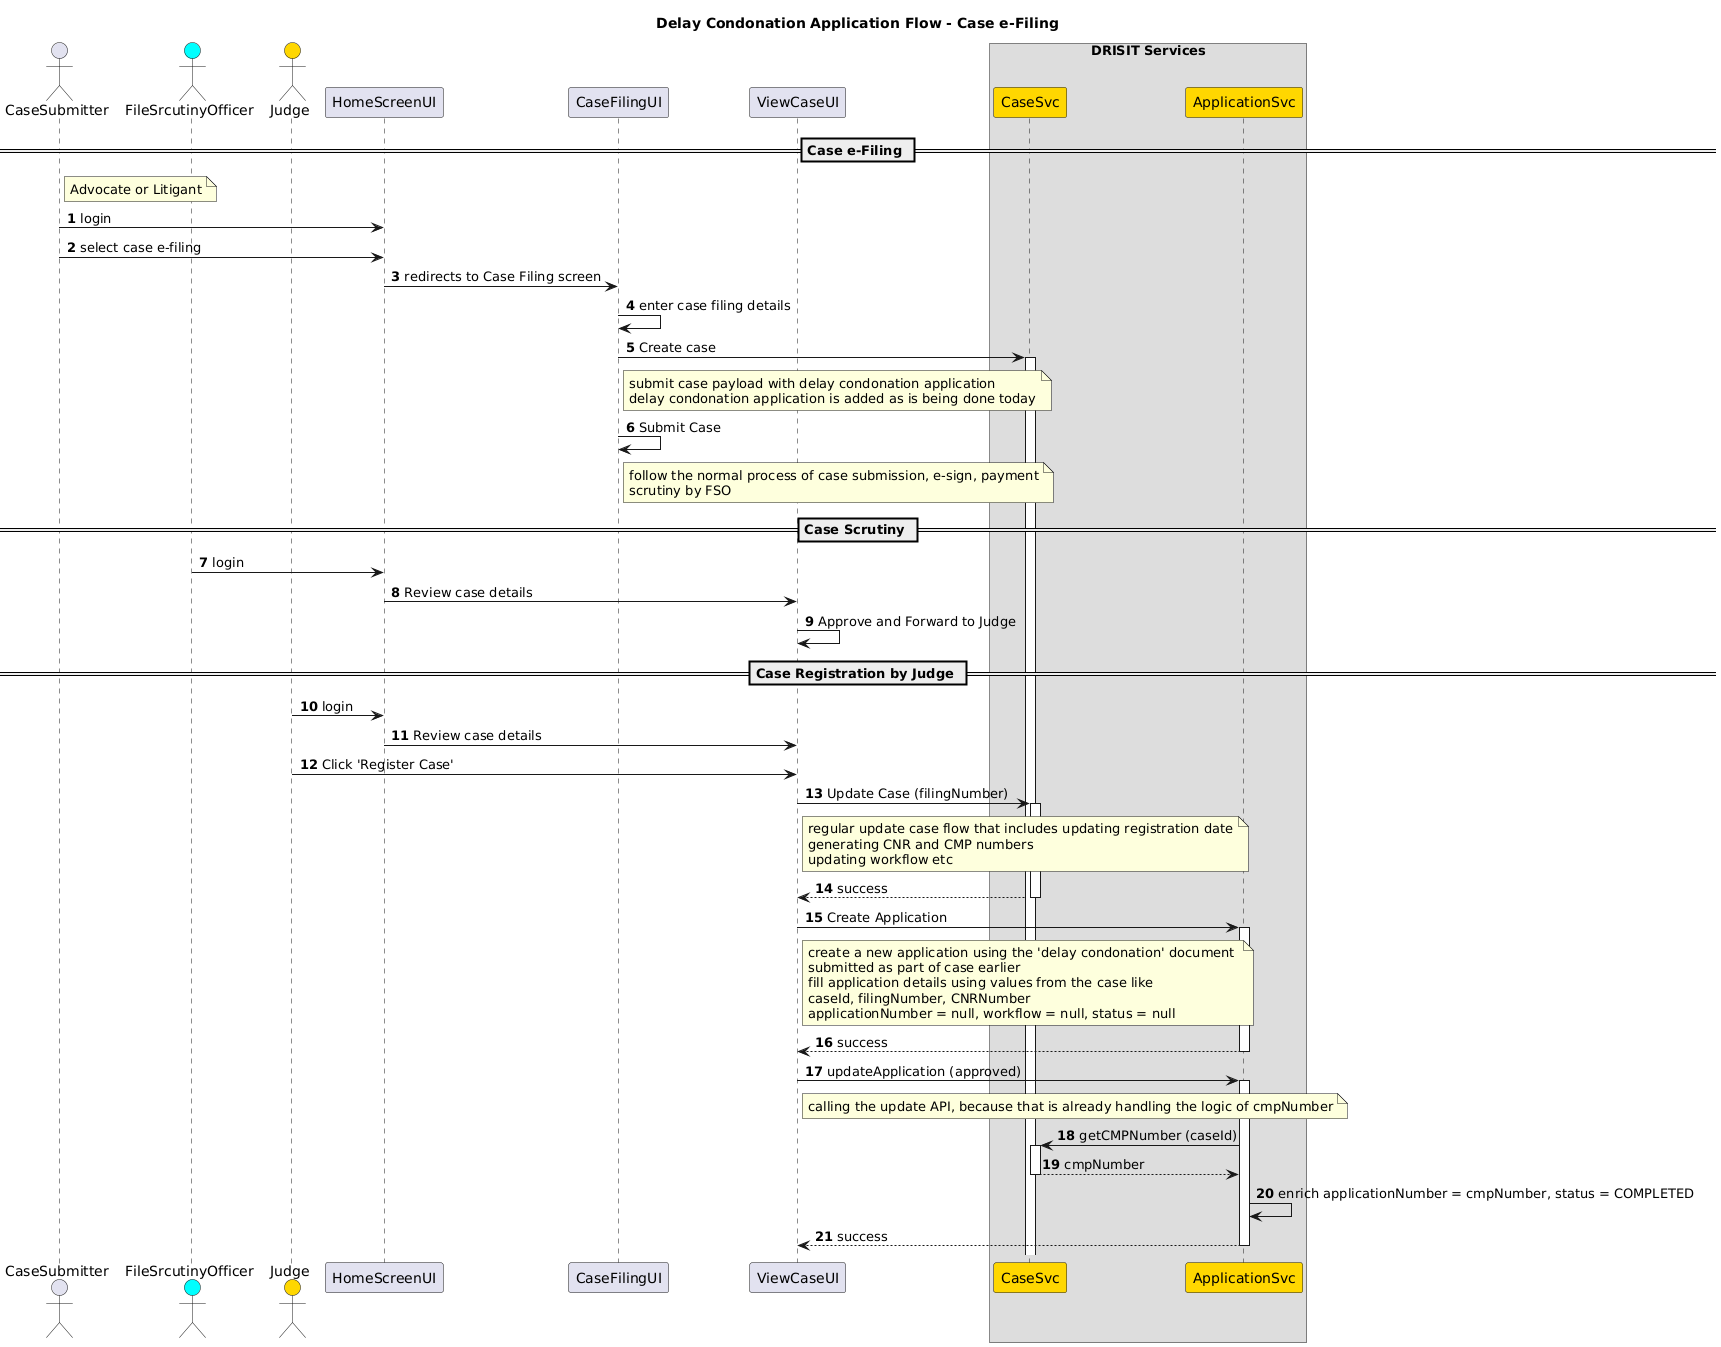 Delay Condonation Application Flow - Case e-Filing
DRISIT Services
CaseSubmitter
FileSrcutinyOfficer
Judge
HomeScreenUI
CaseFilingUI
ViewCaseUI
CaseSvc
ApplicationSvc
Case e-Filing
Advocate or Litigant
1 login
2 select case e-filing
3 redirects to Case Filing screen
4 enter case filing details
5 Create case
submit case payload with delay condonation application
delay condonation application is added as is being done today
6 Submit Case
follow the normal process of case submission, e-sign, payment
scrutiny by FSO
Case Scrutiny
7 login
8 Review case details
9 Approve and Forward to Judge
Case Registration by Judge
10 login
11 Review case details
12 Click 'Register Case'
13 Update Case (filingNumber)
regular update case flow that includes updating registration date
generating CNR and CMP numbers
updating workflow etc
14 success
15 Create Application
create a new application using the 'delay condonation' document
submitted as part of case earlier
fill application details using values from the case like
caseId, filingNumber, CNRNumber
applicationNumber = null, workflow = null, status = null
16 success
17 updateApplication (approved)
calling the update API, because that is already handling the logic of cmpNumber
18 getCMPNumber (caseId)
19 cmpNumber
20 enrich applicationNumber = cmpNumber, status = COMPLETED
21 success
CaseSubmitter
FileSrcutinyOfficer
Judge
HomeScreenUI
CaseFilingUI
ViewCaseUI
CaseSvc
ApplicationSvc